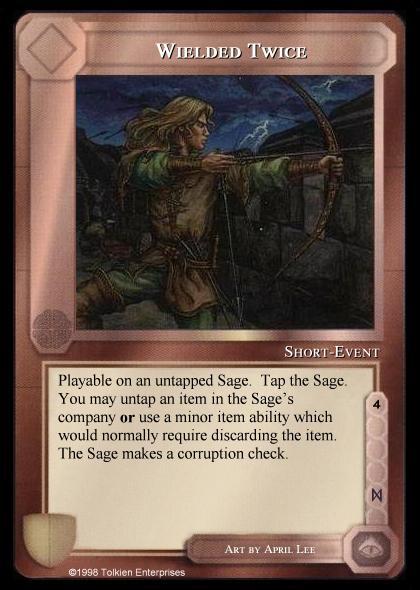 Wielded Twice
Short-Event
Playable on an untapped Sage. Tap the Sage.
You may untap an item in the Sage's
company or use a minor item ability which
would normally require discarding the item.
The Sage makes a corruption check.
4
ᛞ
Art by April Lee
©1998 Tolkien Enterprises